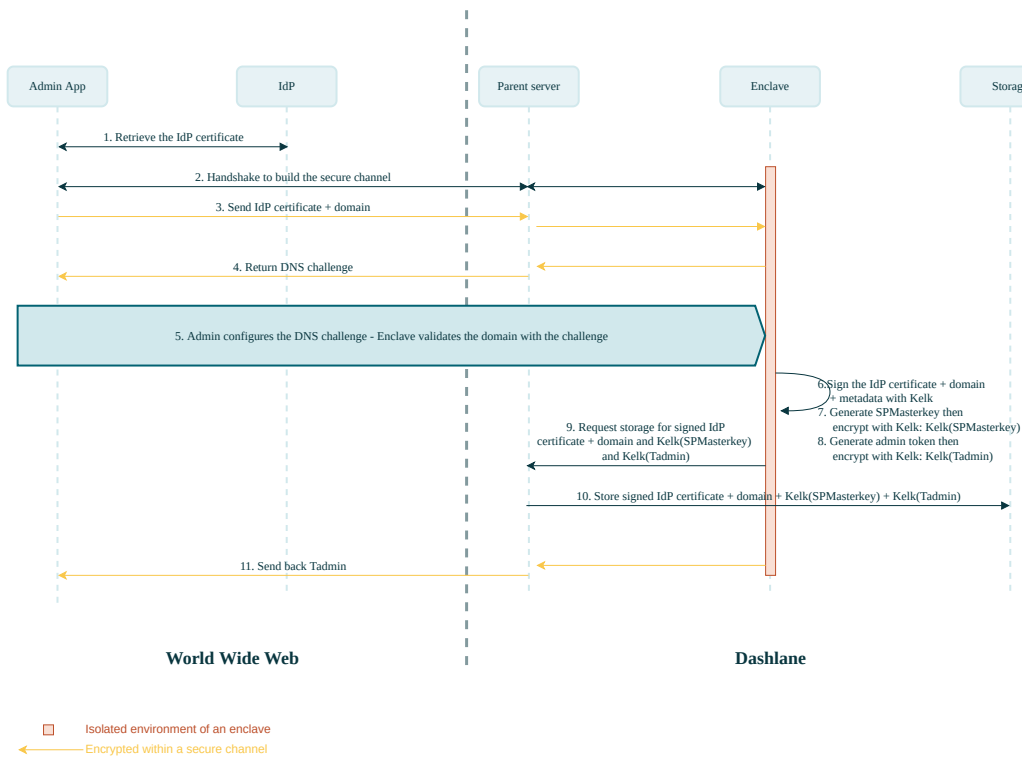 Admin App
IdP
Parent server
Enclave
Storag
1. Retrieve the IdP certificate
2. Handshake to build the secure channel
3. Send IdP certificate + domain
4. Return DNS challenge
5. Admin configures the DNS challenge - Enclave validates the domain with the challenge
6.Sign the IdP certificate + domain
+ metadata with Kelk
7. Generate SPMasterkey then
encrypt with Kelk: Kelk(SPMasterkey)
8. Generate admin token then
encrypt with Kelk: Kelk(Tadmin)
9. Request storage for signed IdP
certificate + domain and Kelk(SPMasterkey)
and Kelk(Tadmin)
10. Store signed IdP certificate + domain + Kelk(SPMasterkey) + Kelk(Tadmin)
11. Send back Tadmin
World Wide Web
Dashlane
Isolated environment of an enclave
Encrypted within a secure channel